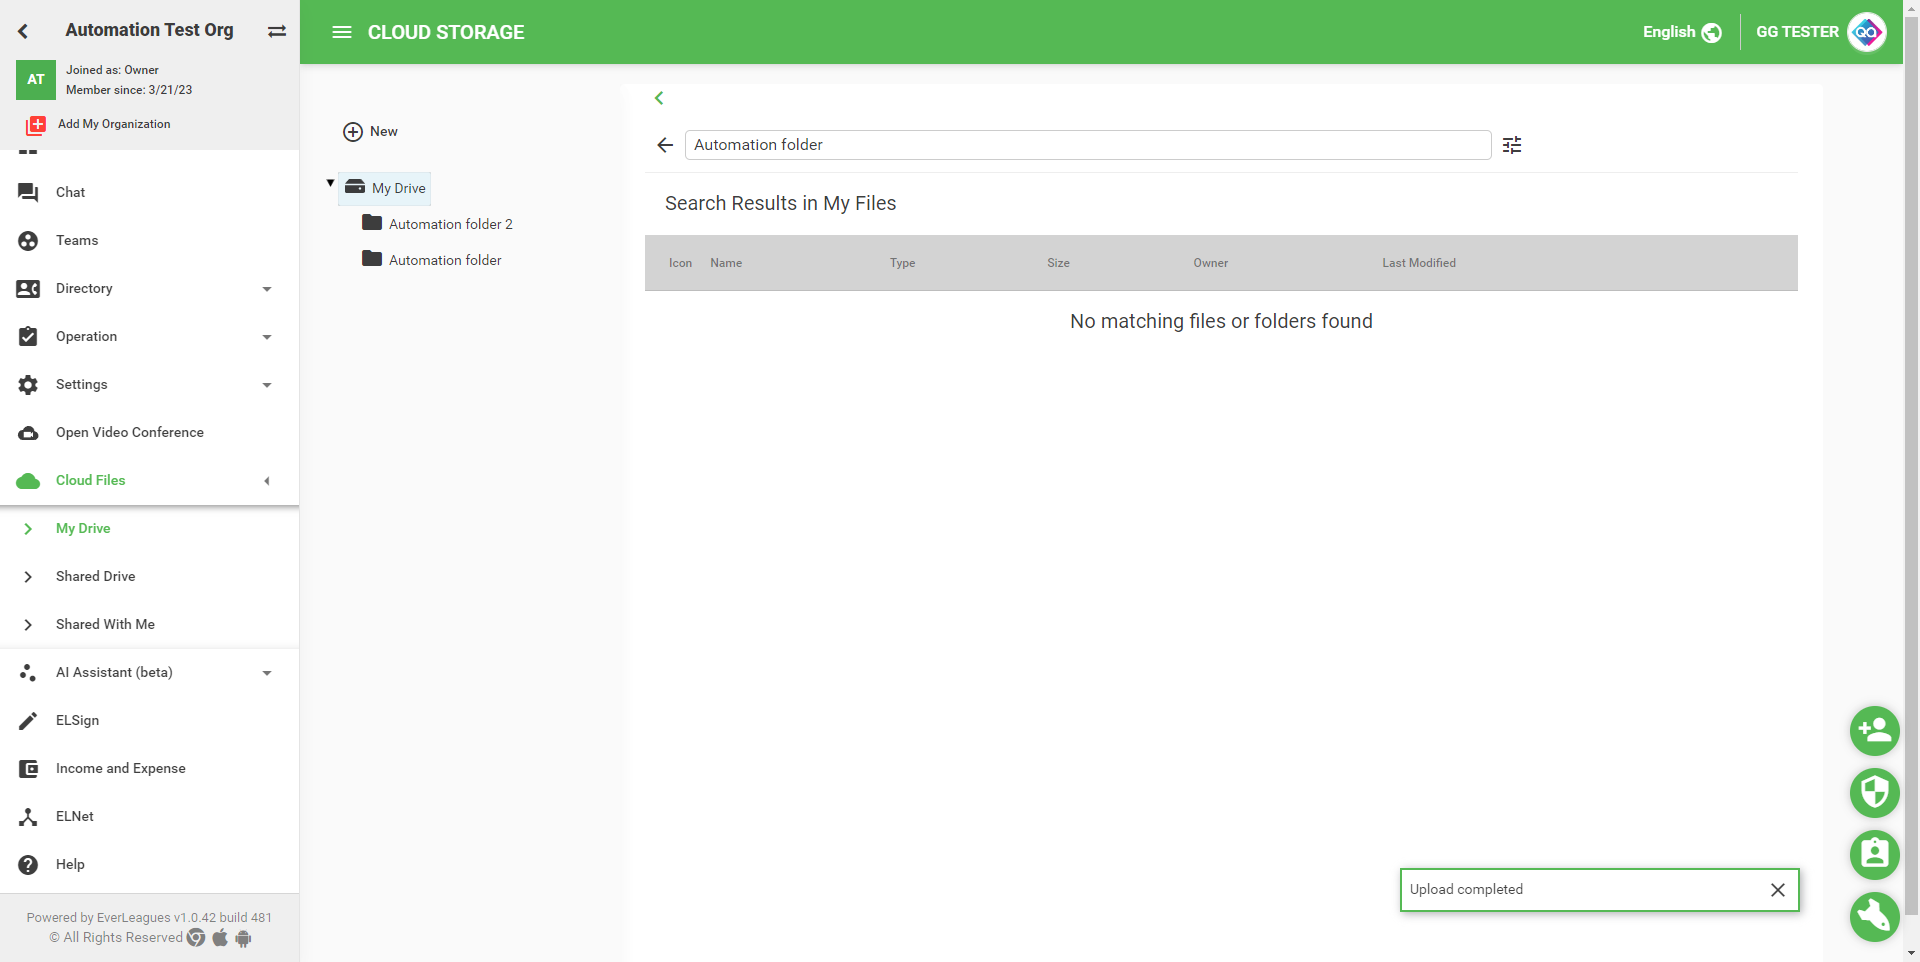 Automation Test Org
AT
Joined as: Owner
Member since: 3/21/23
Add My Organization
Chat
Teams
Directory
Operation
Settings
Open Video Conference
Cloud Files
My Drive
Shared Drive
Shared With Me
AI Assistant (beta)
ELSign
Income and Expense
ELNet
Help
Powered by EverLeagues v1.0.42 build 481
© All Rights Reserved
CLOUD STORAGE
English
GG TESTER
QA
New
My Drive
Automation folder 2
Automation folder
Automation folder
Search Results in My Files
Icon Name Type Size Owner Last Modified
No matching files or folders found
Upload completed